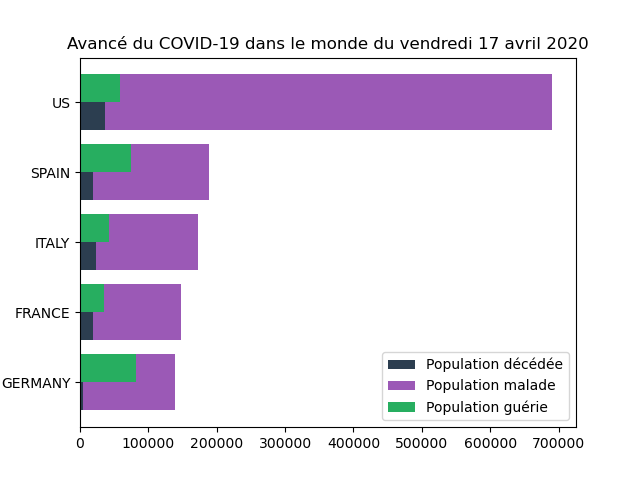 Avancé du COVID-19 dans le monde du vendredi 17 avril 2020
US
SPAIN
ITALY
FRANCE
GERMANY
Population décédée
Population malade
Population guérie
0 100000 200000 300000 400000 500000 600000 700000